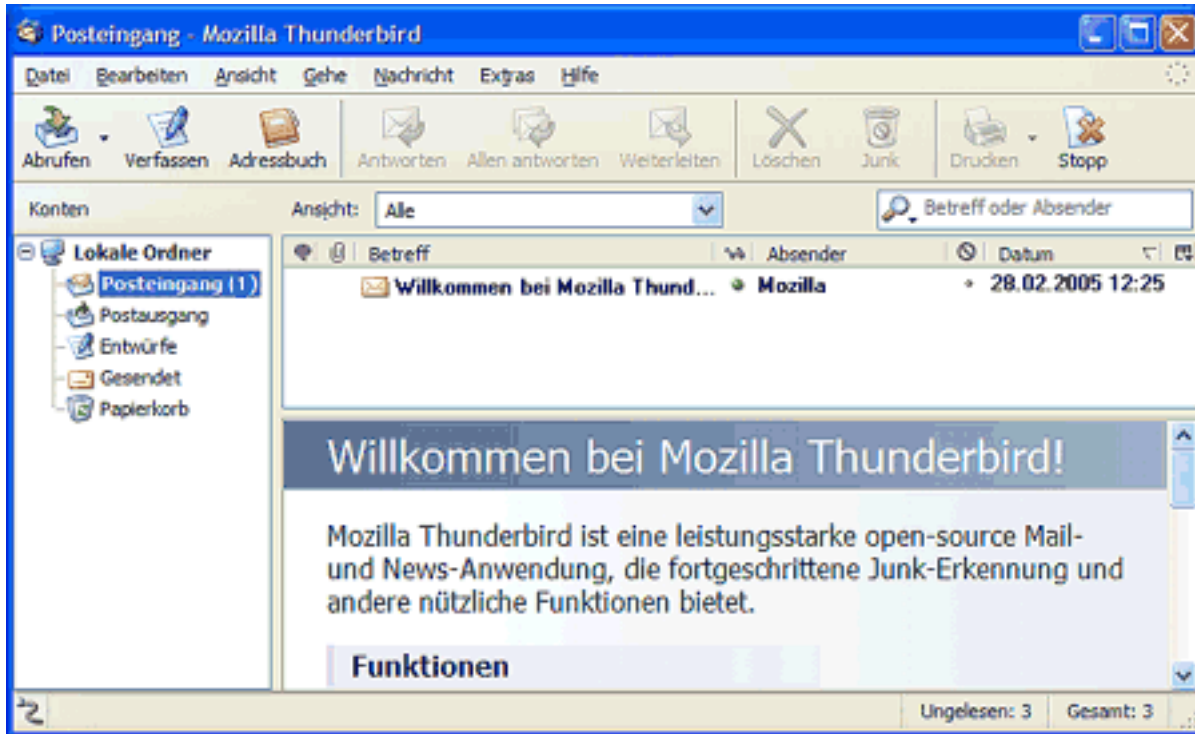 Posteingang - Mozilla Thunderbird
Datei Bearbeiten Ansicht Gehe Nachricht Extras Hilfe
Abrufen Verfassen Adressbuch Antworten Allen antworten Weiterleiten Löschen Junk Drucken Stopp
Konten Ansicht: Alle Betreff oder Absender
Lokale Ordner
Posteingang (1)
Postausgang
Entwürfe
Gesendet
Papierkorb
Betreff Absender Datum
Willkommen bei Mozilla Thund... Mozilla 28.02.2005 12:25
Willkommen bei Mozilla Thunderbird!
Mozilla Thunderbird ist eine leistungsstarke open-source Mail-
und News-Anwendung, die fortgeschrittene Junk-Erkennung und
andere nützliche Funktionen bietet.
Funktionen
Ungelesen: 3 Gesamt: 3